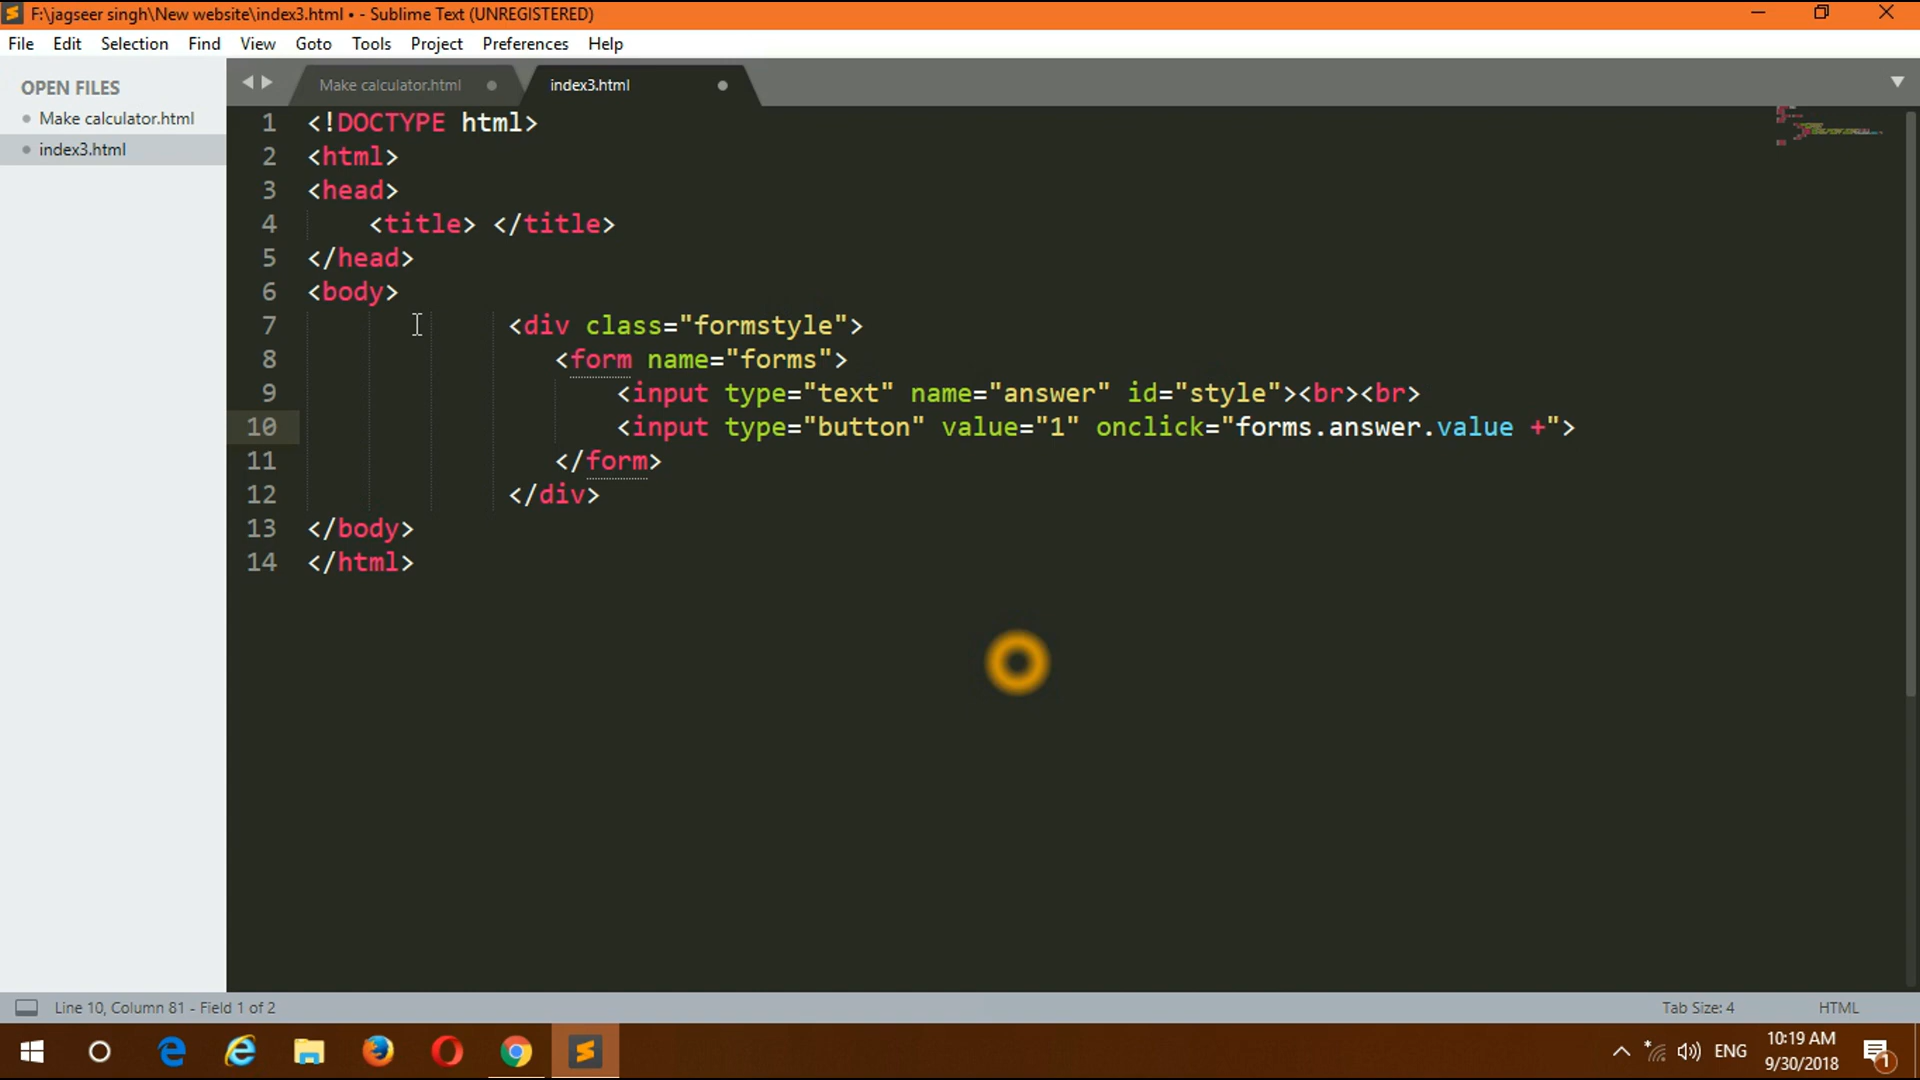 F:\jagseer singh\New website\index3.html • - Sublime Text (UNREGISTERED)
File Edit Selection Find View Goto Tools Project Preferences Help
OPEN FILES
Make calculator.html
index3.html
Make calculator.html
index3.html
1 <!DOCTYPE html>
2 <html>
3 <head>
4 <title> </title>
5 </head>
6 <body>
7 <div class="formstyle">
8 <form name="forms">
9 <input type="text" name="answer" id="style"><br><br>
10 <input type="button" value="1" onclick="forms.answer.value +">
11 </form>
12 </div>
13 </body>
14 </html>
Line 10, Column 81 - Field 1 of 2
Tab Size: 4
HTML
ENG
10:19 AM
9/30/2018
1